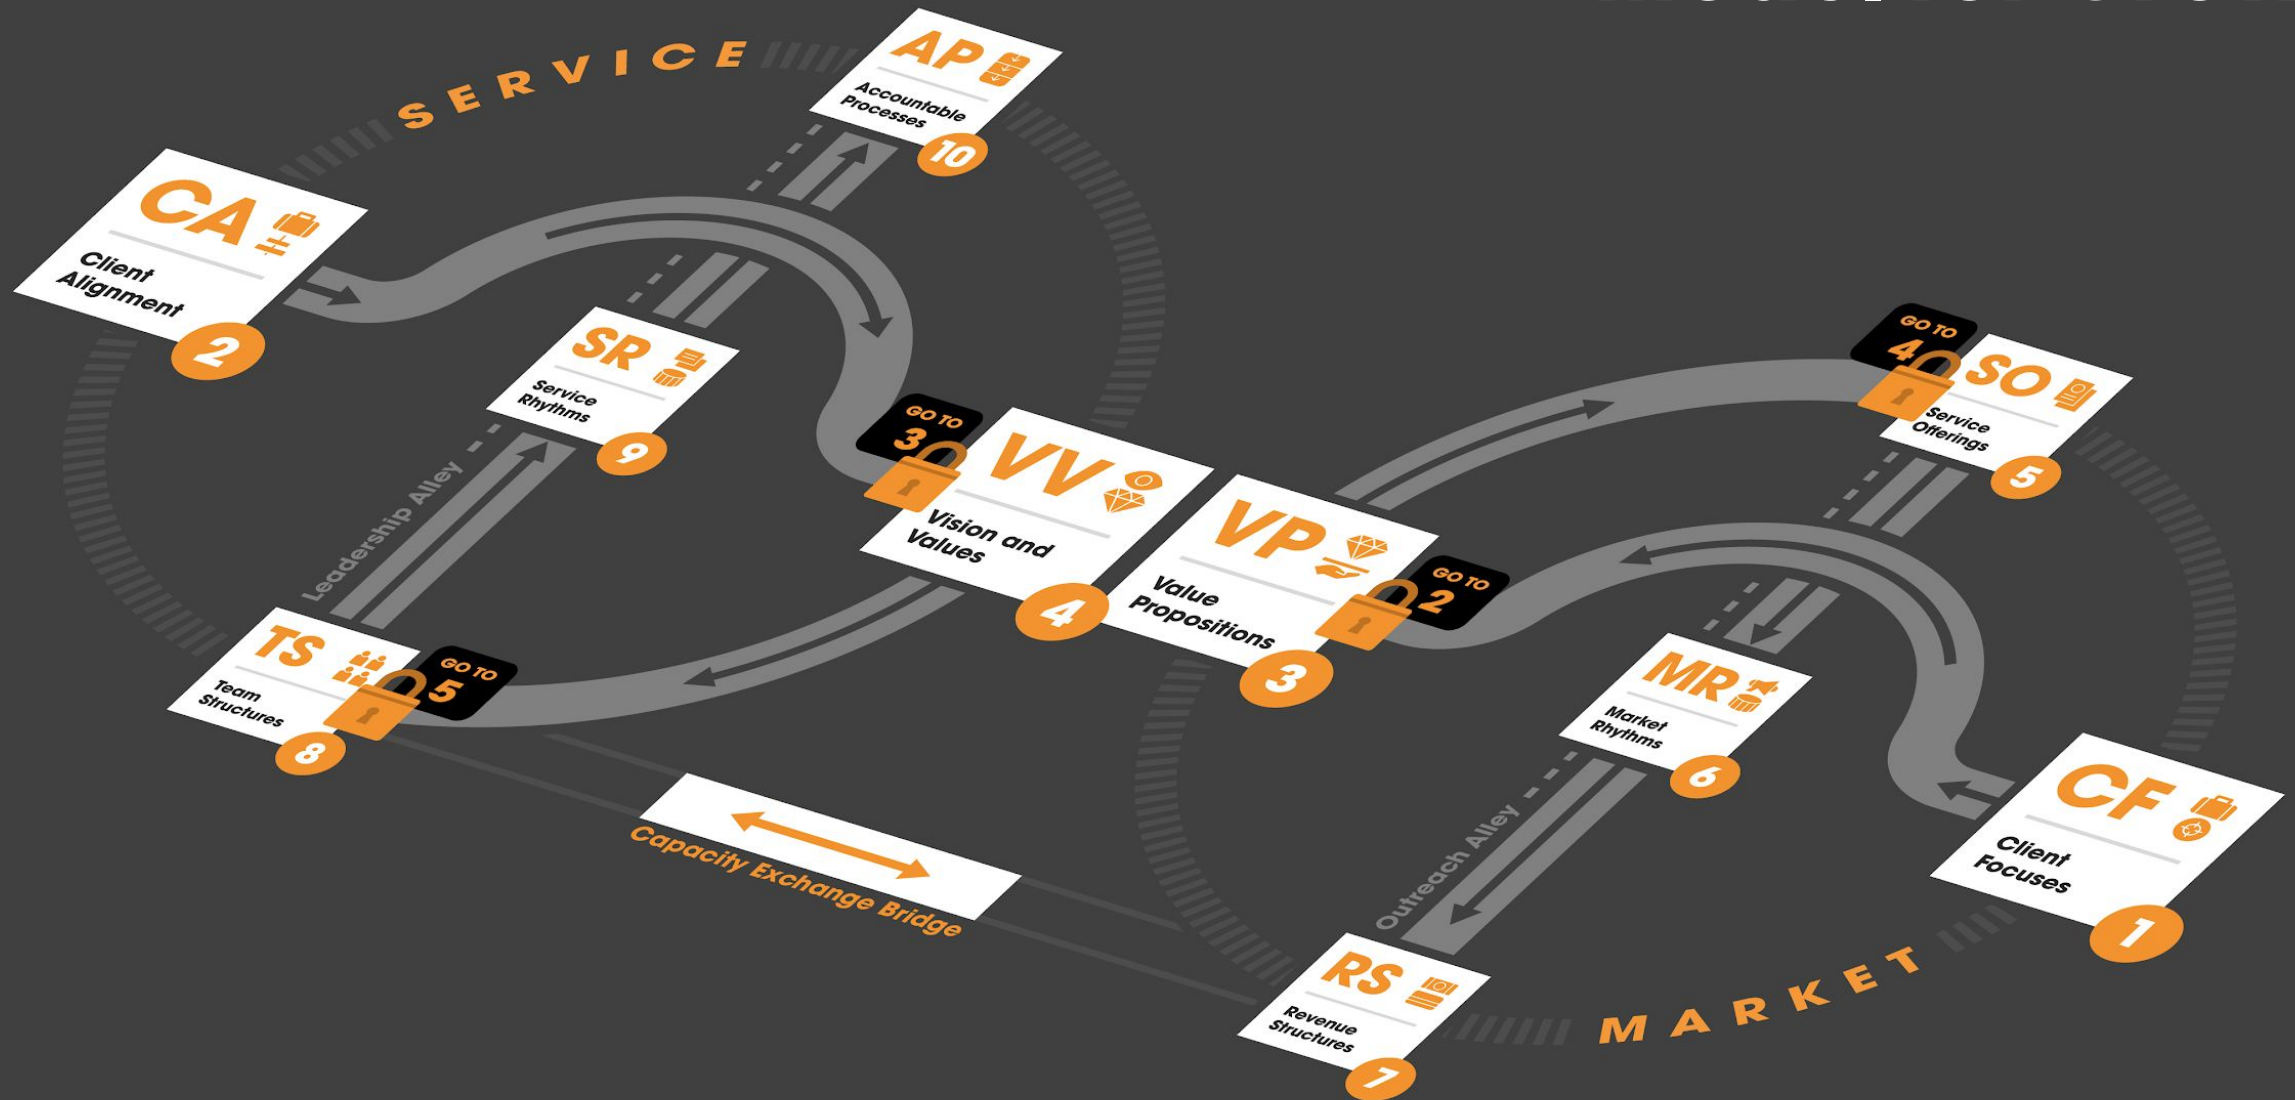 SERVICE
AP
Accountable
Processes
10
CA
Client
Alignment
2
SR
Service
Rhythms
9
Leadership Alley
GO TO
3
VV
Vision and
Values
4
VP
Value
Propositions
3
GO TO
2
GO TO
4
SO
Service
Offerings
5
TS
Team
Structures
8
GO TO
5
Capacity Exchange Bridge
MR
Market
Rhythms
6
Outreach Alley
CF
Client
Focuses
1
RS
Revenue
Structures
7
MARKET